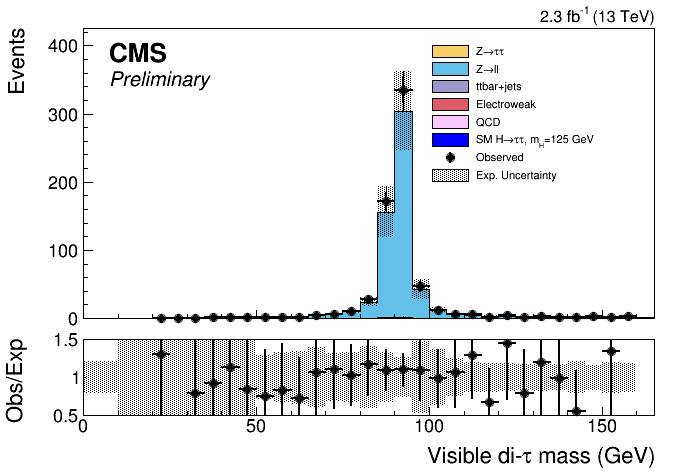 2.3 fb⁻¹ (13 TeV)
Events
CMS
Preliminary
400
300
200
100
0
Z→ττ
Z→ll
ttbar+jets
Electroweak
QCD
SM H→ττ, m_H=125 GeV
Observed
Exp. Uncertainty
Obs/Exp
1.5
1
0.5
0 50 100 150
Visible di-τ mass (GeV)